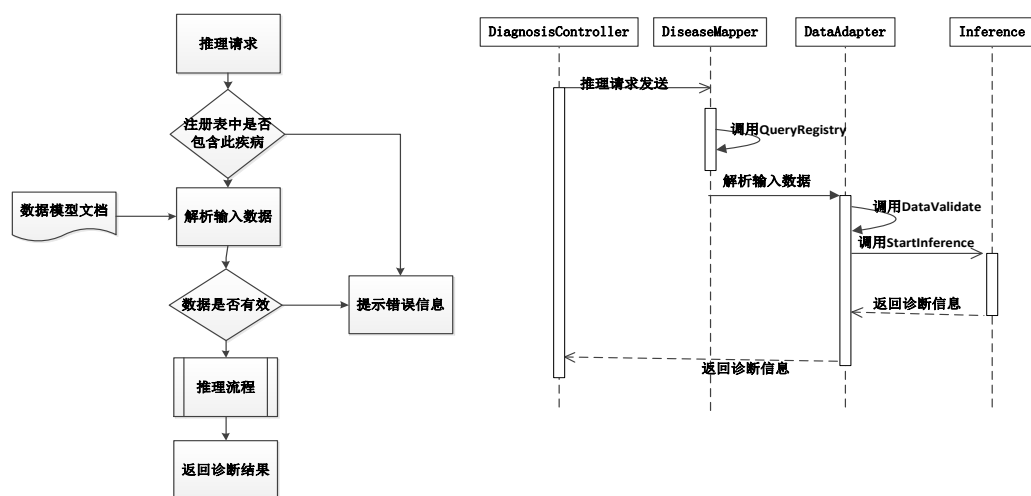 推理请求
注册表中是否
包含此疾病
数据模型文档
解析输入数据
数据是否有效
提示错误信息
推理流程
返回诊断结果
DiagnosisController
DiseaseMapper
DataAdapter
Inference
推理请求发送
调用QueryRegistry
解析输入数据
调用DataValidate
调用StartInference
返回诊断信息
返回诊断信息